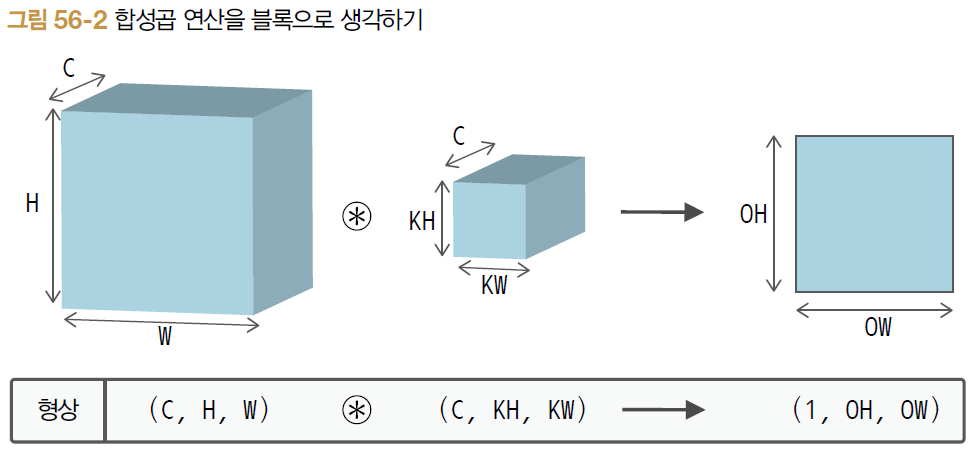 그림 56-2 합성곱 연산을 블록으로 생각하기
C
H
W
⊛
C
KH
KW
OH
OW
형상 (C, H, W) ⊛ (C, KH, KW) → (1, OH, OW)